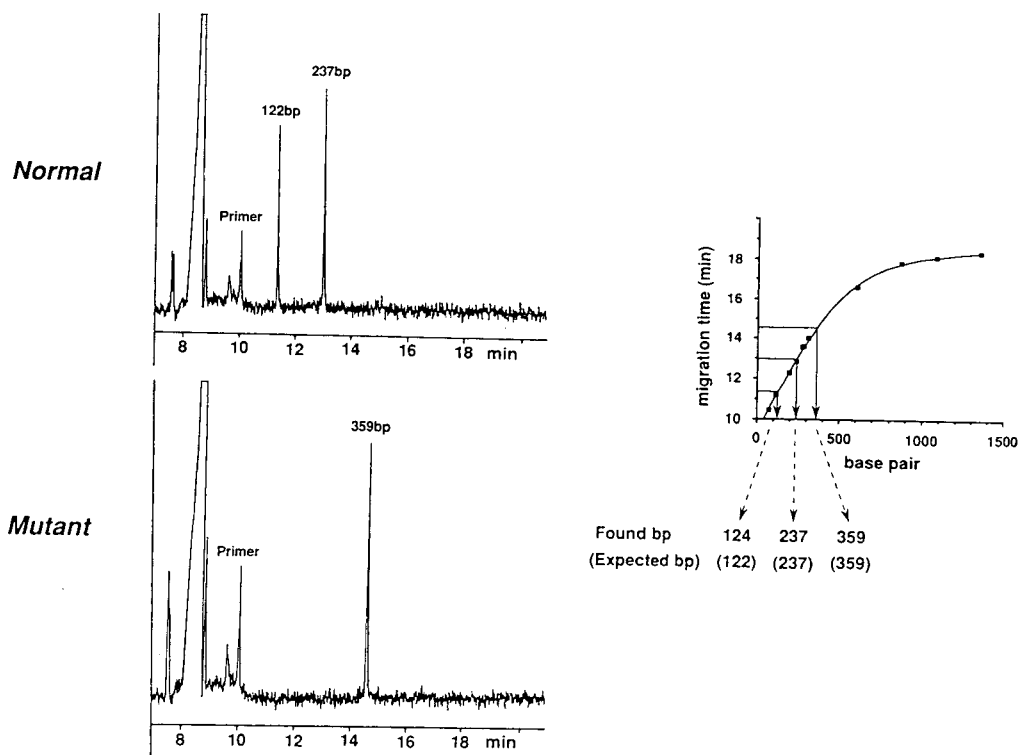 Normal
122bp
237bp
Primer
8 10 12 14 16 18 min
Mutant
359bp
Primer
8 10 12 14 16 18 min
migration time (min)
20
18
16
14
12
10
0 500 1000 1500
base pair
Found bp 124 237 359
(Expected bp) (122) (237) (359)